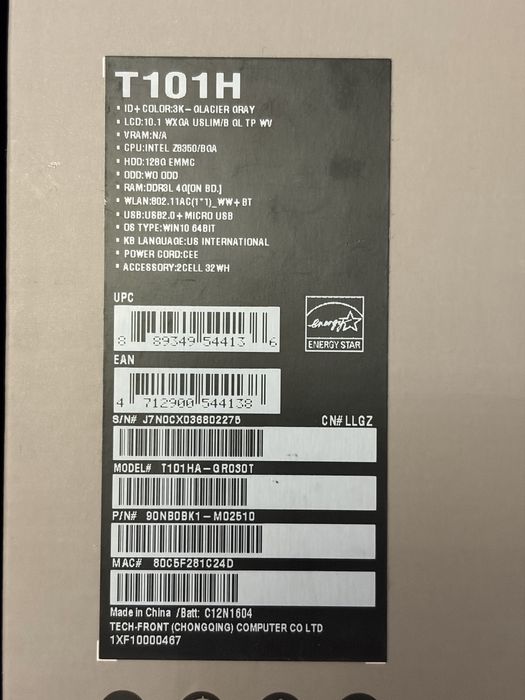 T101H
• ID+ COLOR:3K- GLACIER GRAY
• LCD:10.1 WXGA USLIM/B GL TP WV
• VRAM:N/A
• CPU:INTEL Z8350/BGA
• HDD:128G EMMC
• ODD:WO ODD
• RAM:DDR3L 4G[ON BD.]
• WLAN:802.11AC(1*1)_WW+BT
• USB:USB2.0+ MICRO USB
• OS TYPE:WIN10 64BIT
• KB LANGUAGE:US INTERNATIONAL
• POWER CORD:CEE
• ACCESSORY:2CELL 32WH
UPC
8 89349 54413 6
energy
ENERGY STAR
EAN
4 712900 544138
S/N# J7N0CX036802275 CN# LLGZ
MODEL# T101HA-GR030T
P/N# 90NB0BK1-M02510
MAC# 80C5F281C24D
Made in China /Batt: C12N1604
TECH-FRONT (CHONGQING) COMPUTER CO LTD
1XF10000467